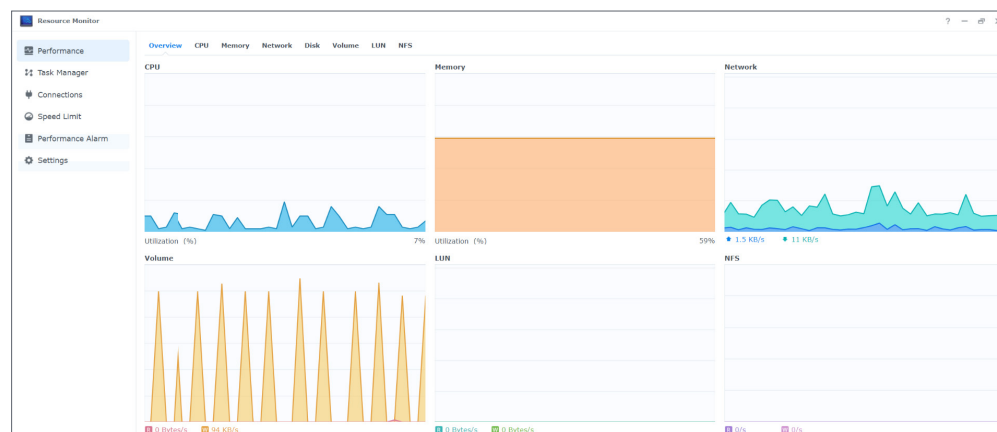 Resource Monitor
?
Performance
Task Manager
Connections
Speed Limit
Performance Alarm
Settings
Overview CPU Memory Network Disk Volume LUN NFS
CPU
Utilization (%) 7%
Memory
Utilization (%) 59%
Network
1.5 KB/s 11 KB/s
Volume
R 0 Bytes/s W 94 KB/s
LUN
R 0 Bytes/s W 0 Bytes/s
NFS
R 0/s W 0/s